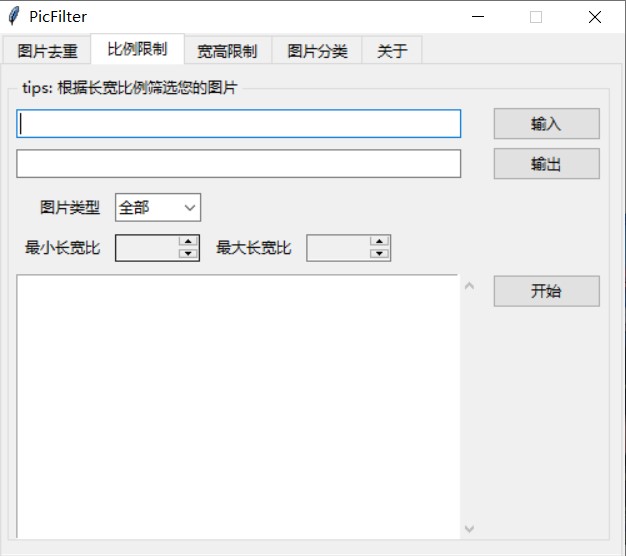 PicFilter
图片去重 比例限制 宽高限制 图片分类 关于
tips: 根据长宽比例筛选您的图片
输入
输出
图片类型 全部
最小长宽比 最大长宽比
开始